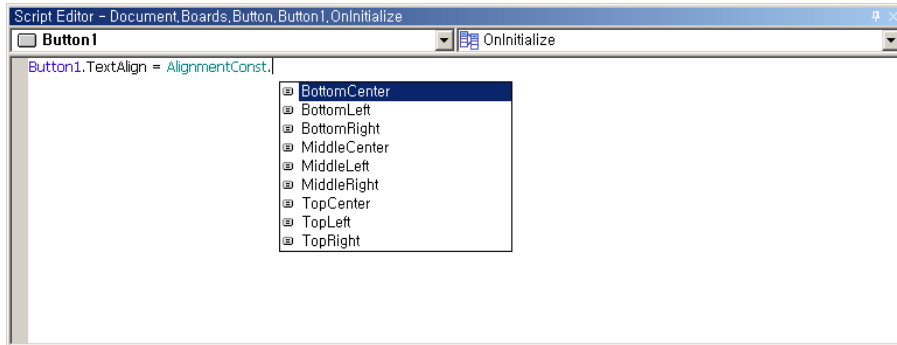 Script Editor - Document,Boards,Button,Button1,OnInitialize
Button1 OnInitialize
Button1.TextAlign = AlignmentConst.
BottomCenter
BottomLeft
BottomRight
MiddleCenter
MiddleLeft
MiddleRight
TopCenter
TopLeft
TopRight